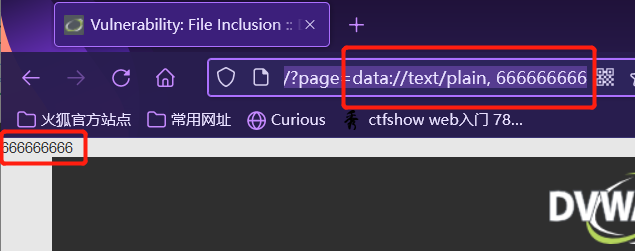 Vulnerability: File Inclusion ::
/?page=data://text/plain, 666666666
火狐官方站点 常用网址 Curious ctfshow web入门 78...
666666666
DVWA